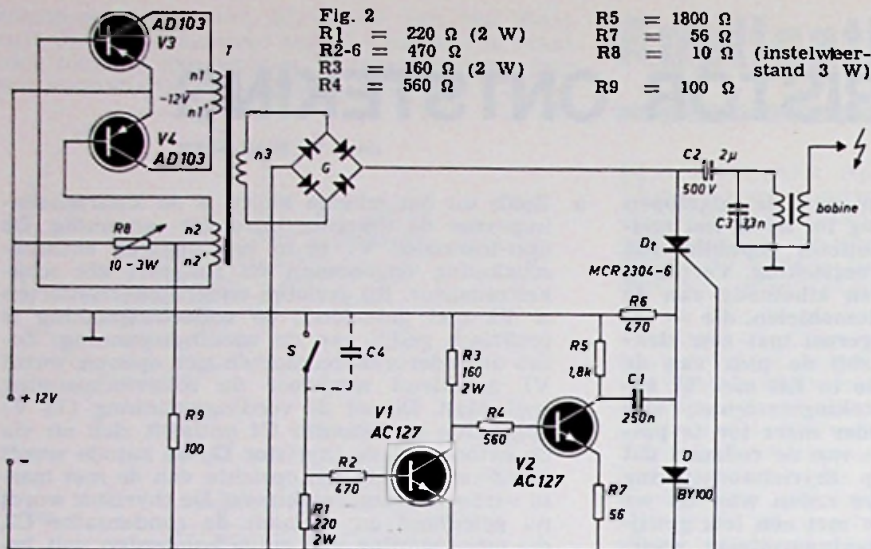 HISTOR ONTSTEKIN
Fig. 2
R1 = 220 Ω (2 W)
R2-6 = 470 Ω
R3 = 160 Ω (2 W)
R4 = 560 Ω
R5 = 1800 Ω
R7 = 56 Ω
R8 = 10 Ω (instelweer-
stand 3 W)
R9 = 100 Ω
AD103
V3
T
n1
-12V
n1'
V4
AD103
n3
G
C2 2μ
500 V
C3 33n
bobine
R8
10 - 3W
n2
n2'
Dt
MCR 2304-6
R6
470
S
C4
R3
160
2W
R5
1,8k
C1
250n
+ 12V
-
R9
100
V1
AC127
R4
560
R2
470
V2
AC127
D
BY100
R7
56
R1
220
2W